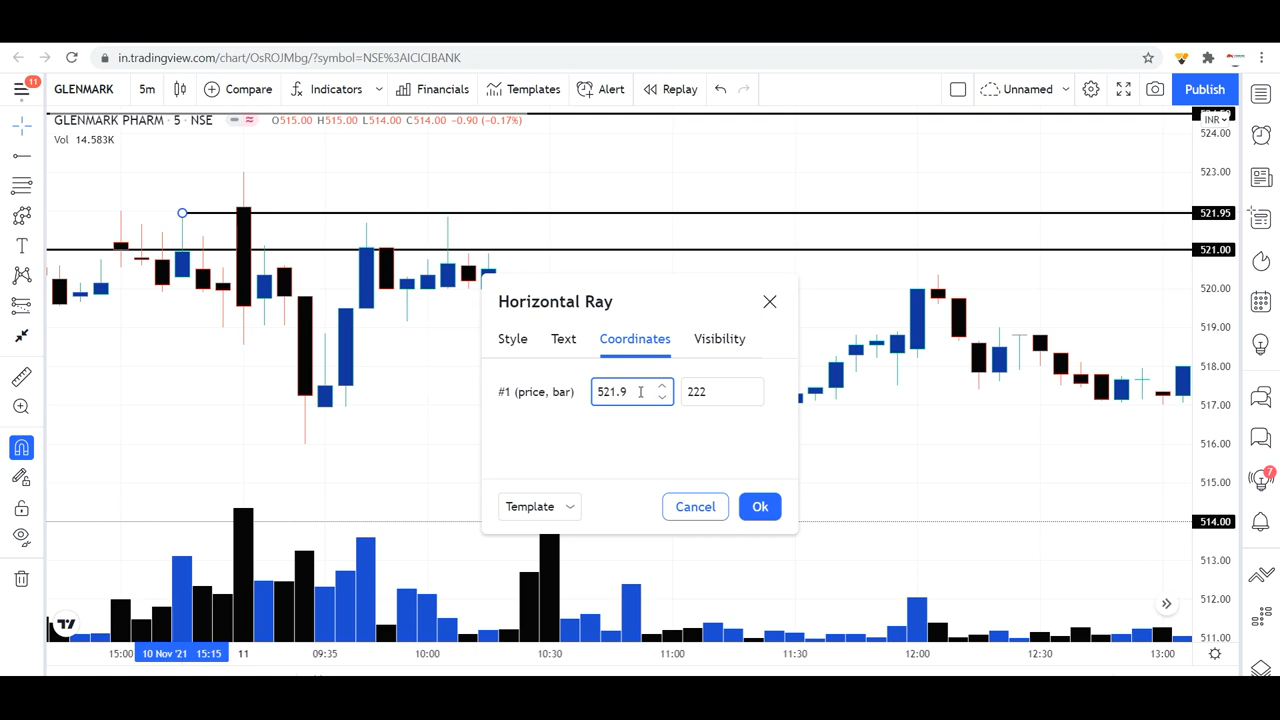 in.tradingview.com/chart/OsROJMbg/?symbol=NSE%3AICICIBANK
11
GLENMARK 5m Compare Indicators Financials Templates Alert Replay Unnamed Publish
GLENMARK PHARM · 5 · NSE O515.00 H515.00 L514.00 C514.00 -0.90 (-0.17%)
INR
Vol 14.583K
524.00
523.00
521.95
521.00
520.00
519.00
518.00
517.00
516.00
515.00
514.00
513.00
512.00
511.00
Horizontal Ray
Style Text Coordinates Visibility
#1 (price, bar) 521.9 222
Template Cancel Ok
7
T
15:00 10 Nov '21 15:15 11 09:35 10:00 10:30 11:00 11:30 12:00 12:30 13:00